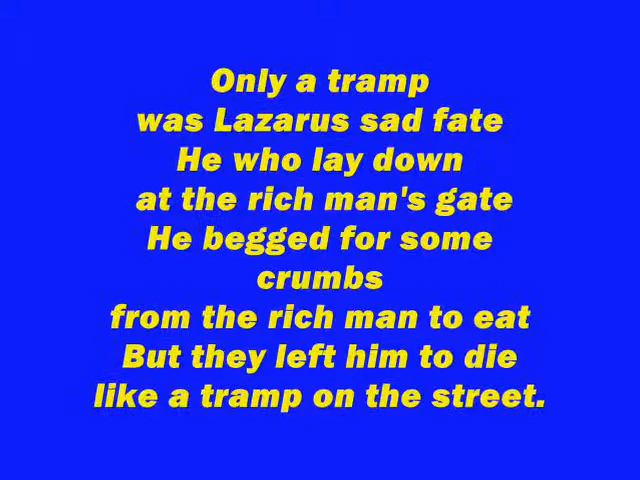 Only a tramp
was Lazarus sad fate
He who lay down
at the rich man's gate
He begged for some
crumbs
from the rich man to eat
But they left him to die
like a tramp on the street.